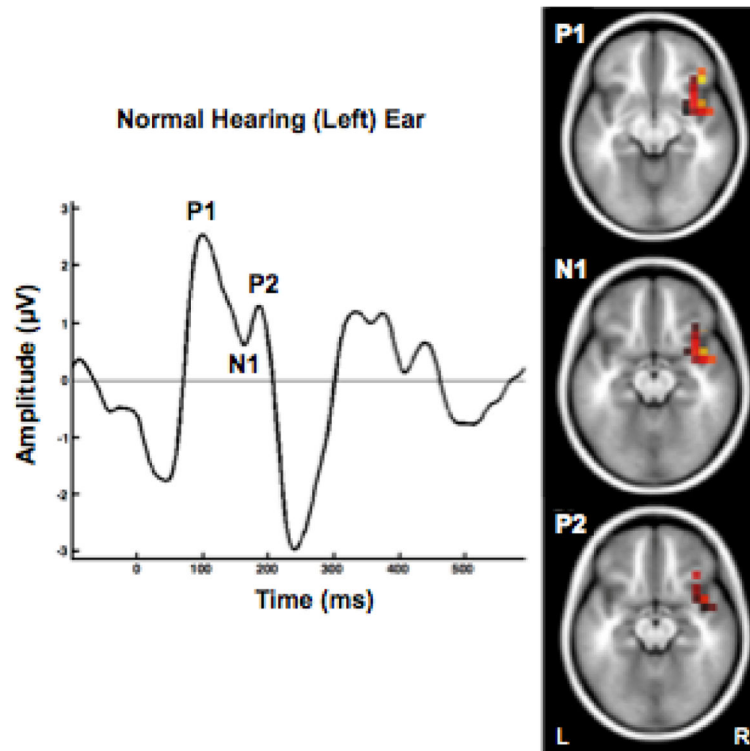 Normal Hearing (Left) Ear
Amplitude (µV)
3
2
1
0
-1
-2
-3
P1
N1
P2
0 100 200 300 400 500
Time (ms)
P1
N1
P2
L R